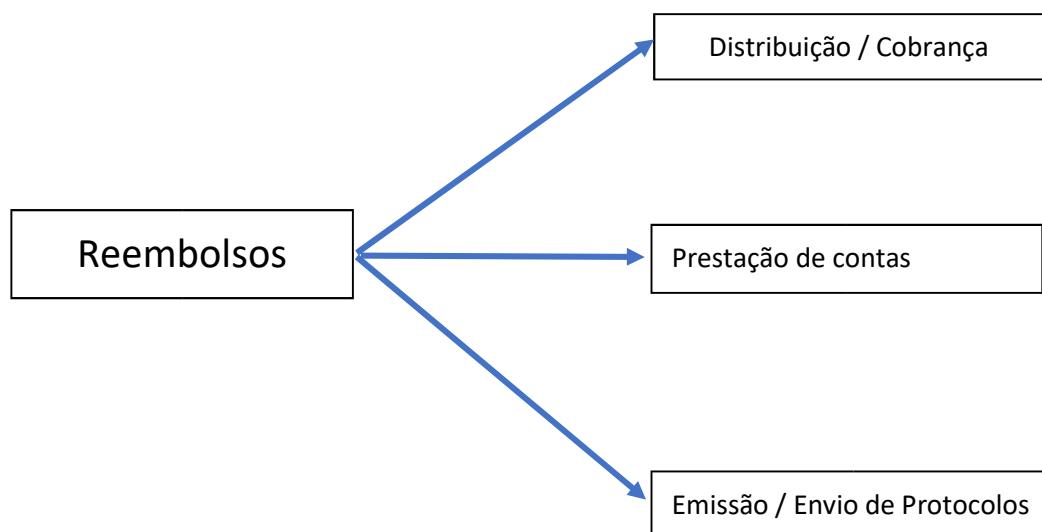 Distribuição / Cobrança
Reembolsos
Prestação de contas
Emissão / Envio de Protocolos